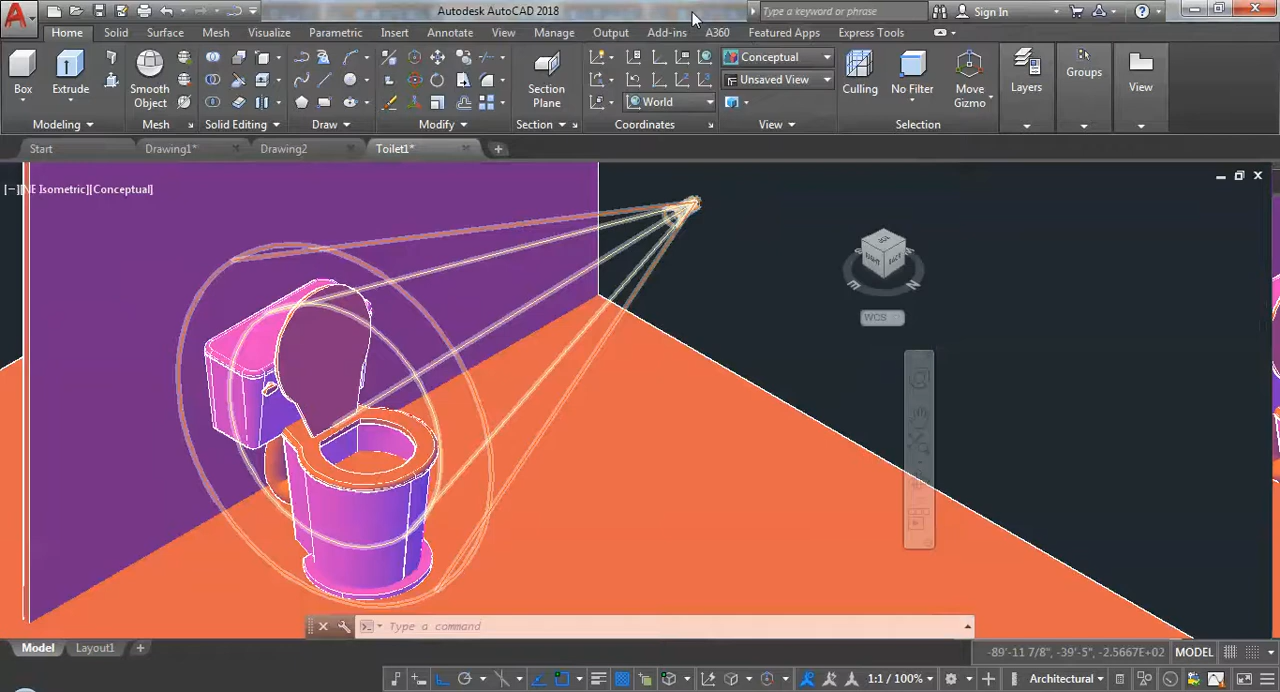 Autodesk AutoCAD 2018
Type a keyword or phrase
Sign In
Home Solid Surface Mesh Visualize Parametric Insert Annotate View Manage Output Add-ins A360 Featured Apps Express Tools
Box Extrude Smooth Object Section Plane Conceptual Unsaved View World Culling No Filter Move Gizmo Layers Groups View
Modeling Mesh Solid Editing Draw Modify Section Coordinates View Selection
Start Drawing1* Drawing2 Toilet1*
[−][NE Isometric][Conceptual]
WCS
Type a command
Model Layout1 -89'-11 7/8", -39'-5", -2.5667E+02 MODEL
1:1 / 100% Architectural